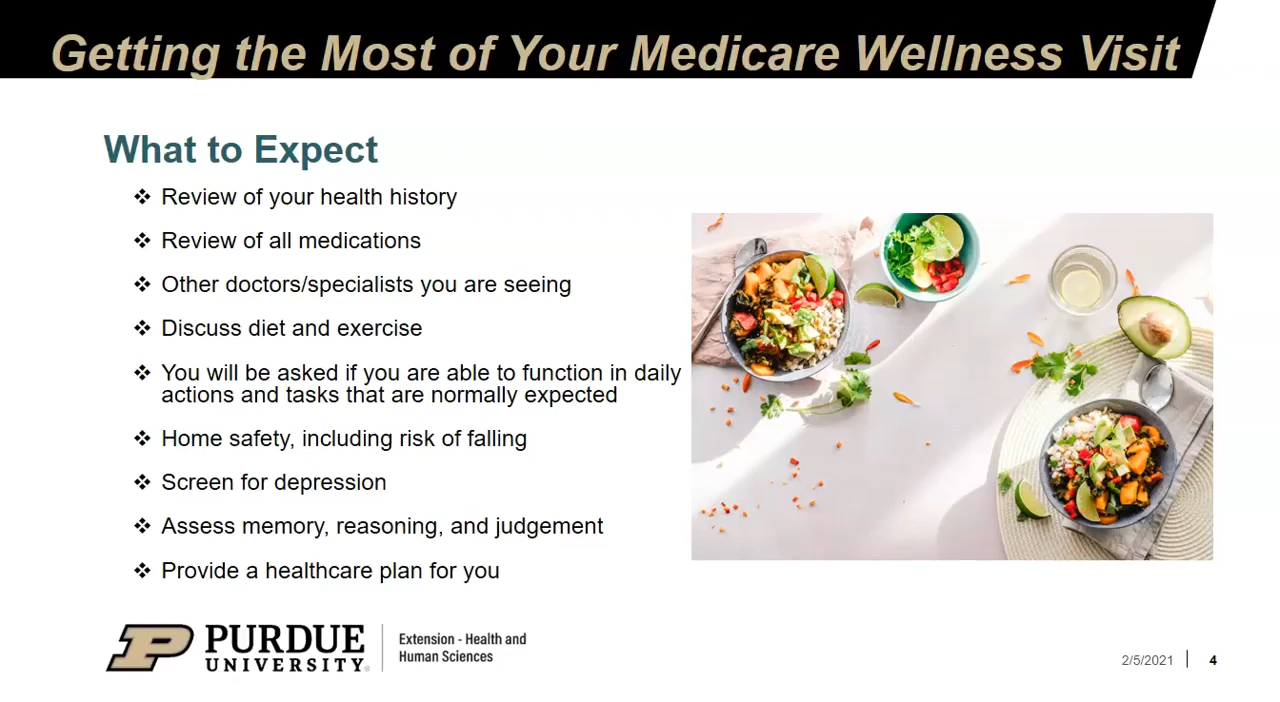 Getting the Most of Your Medicare Wellness Visit
What to Expect
❖ Review of your health history
❖ Review of all medications
❖ Other doctors/specialists you are seeing
❖ Discuss diet and exercise
❖ You will be asked if you are able to function in daily
actions and tasks that are normally expected
❖ Home safety, including risk of falling
❖ Screen for depression
❖ Assess memory, reasoning, and judgement
❖ Provide a healthcare plan for you
P PURDUE
UNIVERSITY®
Extension - Health and
Human Sciences
2/5/2021 | 4